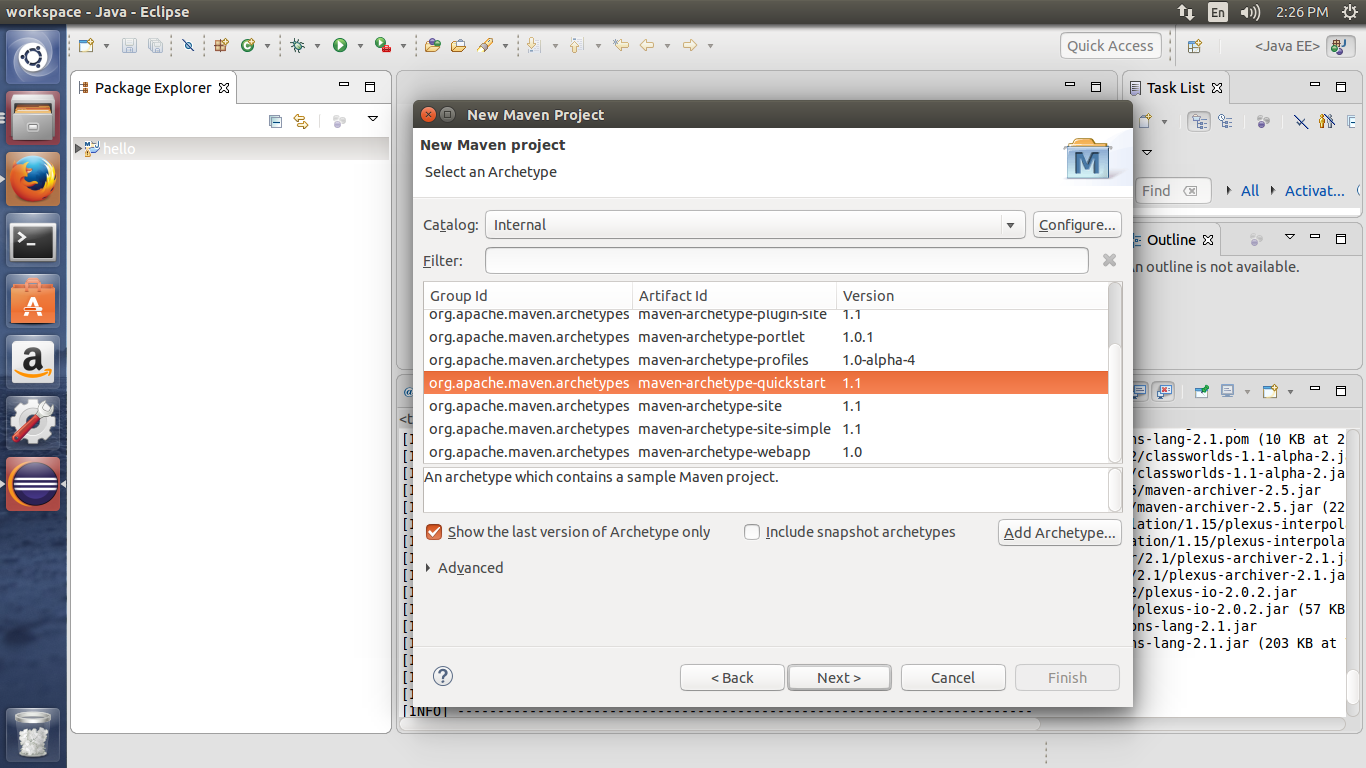 workspace - Java - Eclipse
En
2:26 PM
Quick Access
<Java EE>
Package Explorer
hello
Task List
Find
All
Activat...
Outline
n outline is not available.
New Maven Project
New Maven project
Select an Archetype
M
Catalog:
Internal
Configure...
Filter:
Group Id Artifact Id Version
org.apache.maven.archetypes maven-archetype-plugin-site 1.1
org.apache.maven.archetypes maven-archetype-portlet 1.0.1
org.apache.maven.archetypes maven-archetype-profiles 1.0-alpha-4
org.apache.maven.archetypes maven-archetype-quickstart 1.1
org.apache.maven.archetypes maven-archetype-site 1.1
org.apache.maven.archetypes maven-archetype-site-simple 1.1
org.apache.maven.archetypes maven-archetype-webapp 1.0
An archetype which contains a sample Maven project.
Show the last version of Archetype only
Include snapshot archetypes
Add Archetype...
Advanced
< Back
Next >
Cancel
Finish
ns-lang-2.1.pom (10 KB at 2
2/classworlds-1.1-alpha-2.j
/classworlds-1.1-alpha-2.ja
/maven-archiver-2.5.jar
/maven-archiver-2.5.jar (22
lation/1.15/plexus-interpol
ation/1.15/plexus-interpola
r/2.1/plexus-archiver-2.1.j
/2.1/plexus-archiver-2.1.ja
2/plexus-io-2.0.2.jar
/plexus-io-2.0.2.jar (57 KB
ons-lang-2.1.jar
ns-lang-2.1.jar (203 KB at
[INFO] ------------------------------------------------------------------------